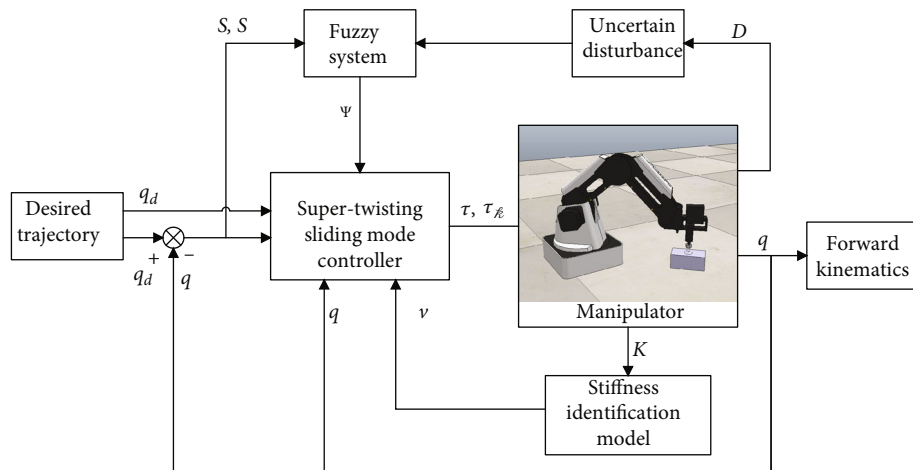 S, S
Fuzzy
system
Uncertain
disturbance
D
Ψ
Desired
trajectory
q_d
+
−
q_d
q
Super-twisting
sliding mode
controller
τ, τ_𝓀
q
ν
Manipulator
K
q
Forward
kinematics
Stiffness
identification
model